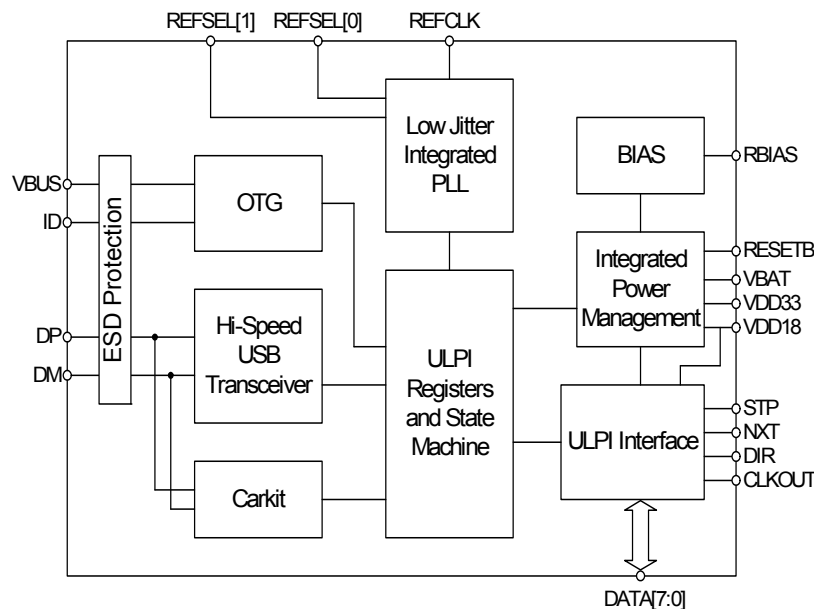 REFSEL[1]
REFSEL[0]
REFCLK
Low Jitter
Integrated
PLL
BIAS
RBIAS
VBUS
ID
ESD Protection
OTG
RESETB
VBAT
VDD33
VDD18
Integrated
Power
Management
DP
DM
Hi-Speed
USB
Transceiver
ULPI
Registers
and State
Machine
ULPI Interface
STP
NXT
DIR
CLKOUT
Carkit
DATA[7:0]